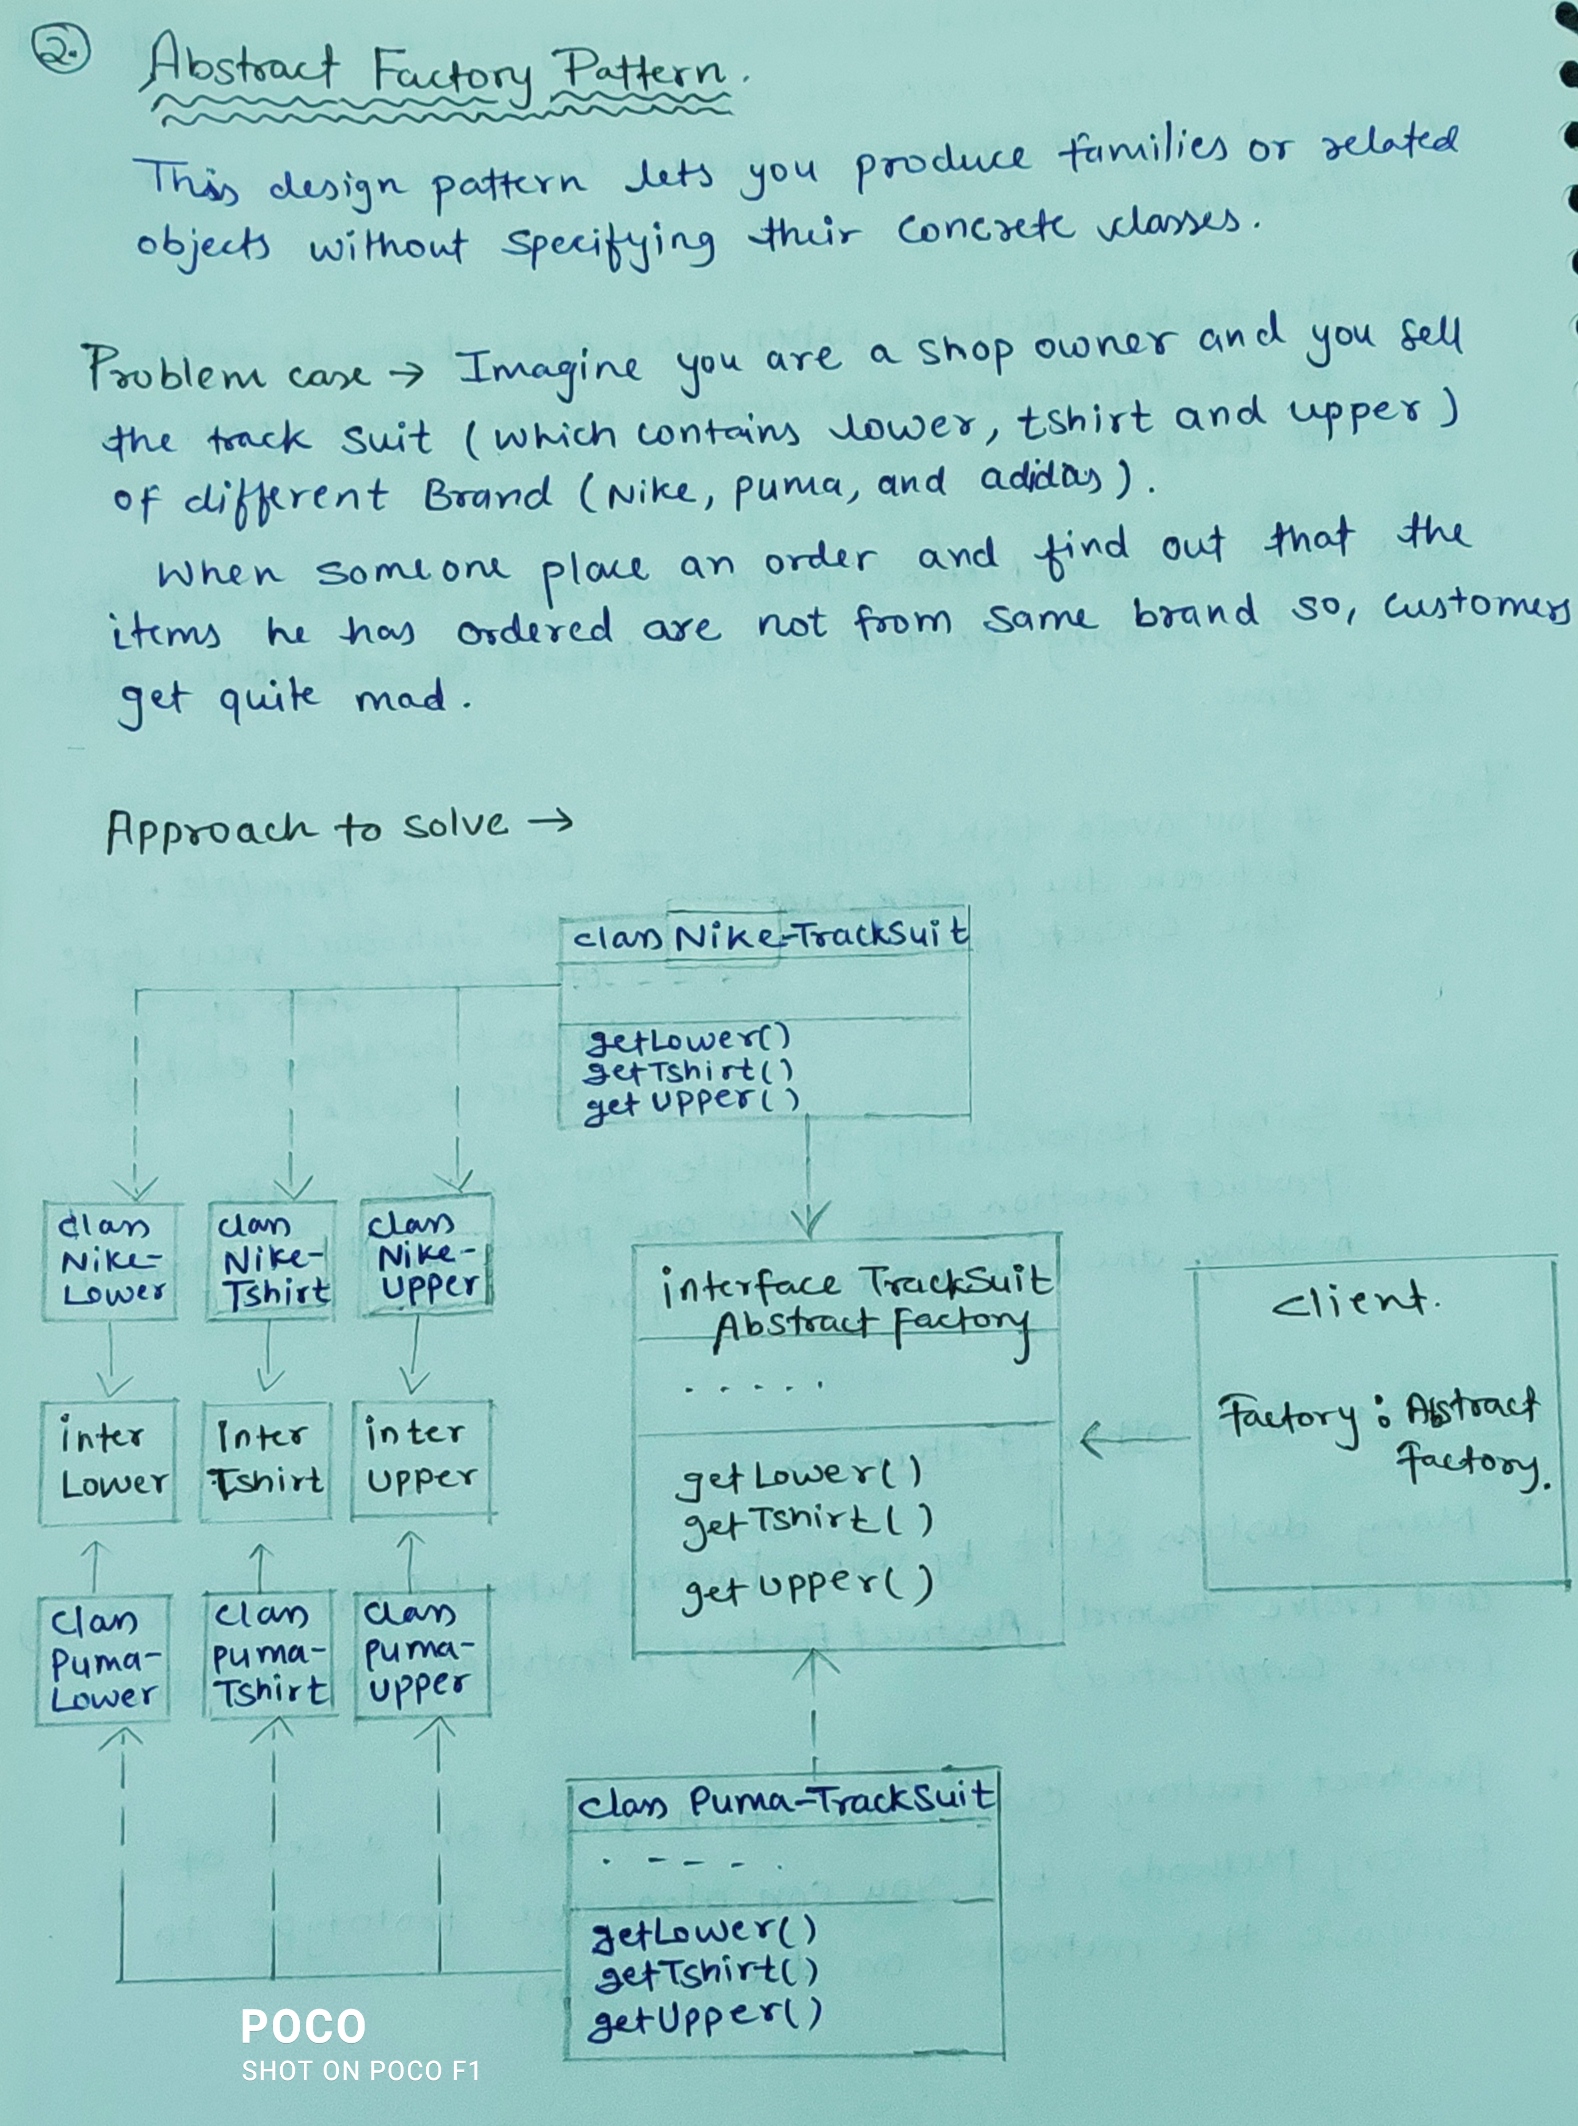 2.
Abstract Factory Pattern.
This design pattern lets you produce families or related
objects without specifying their concrete classes.
Problem case → Imagine you are a shop owner and you sell
the track suit (which contains lower, tshirt and upper)
of different Brand (Nike, puma, and adidas).
When someone place an order and find out that the
items he has ordered are not from same brand so, customers
get quite mad.
Approach to solve →
class Nike-TrackSuit
getLower()
getTshirt()
get Upper()
class
Nike-
Lower
class
Nike-
Tshirt
class
Nike-
Upper
inter
Lower
Inter
Tshirt
inter
Upper
class
Puma-
Lower
class
puma-
Tshirt
class
puma-
upper
interface TrackSuit
Abstract factory
. . . . .
getLower()
getTshirt()
get upper()
client.
Factory : Abstract
factory.
class Puma-TrackSuit
. - - - .
getLower()
getTshirt()
getUpper()
POCO
SHOT ON POCO F1